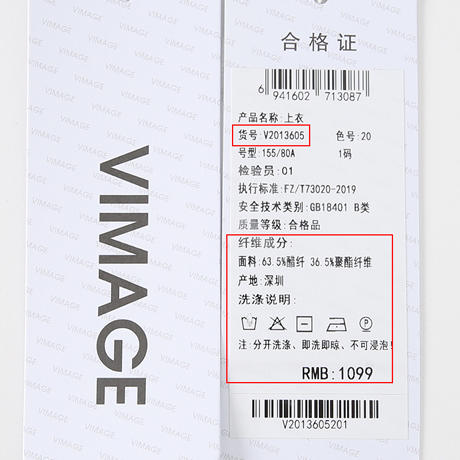 VIMAGE
合格证
6 941602 713087
产品名称:上衣
货号:V2013605 色号:20
号型:155/80A 1码
检验员:01
执行标准:FZ/T73020-2019
安全技术类别:GB18401 B类
质量等级:合格品
纤维成分:
面料:63.5%醋纤 36.5%聚酯纤维
产地:深圳
洗涤说明:
注:分开洗涤、即洗即晾、不可浸泡!
RMB:1099
V2013605201